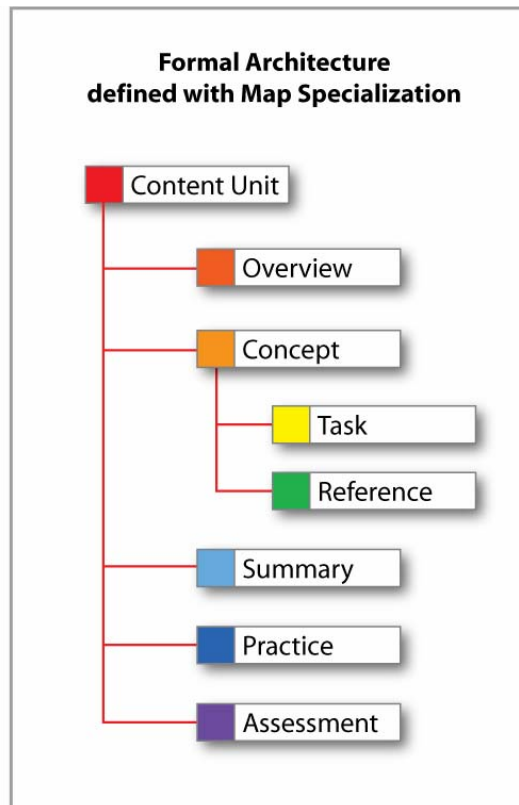 Formal Architecture
defined with Map Specialization
Content Unit
Overview
Concept
Task
Reference
Summary
Practice
Assessment